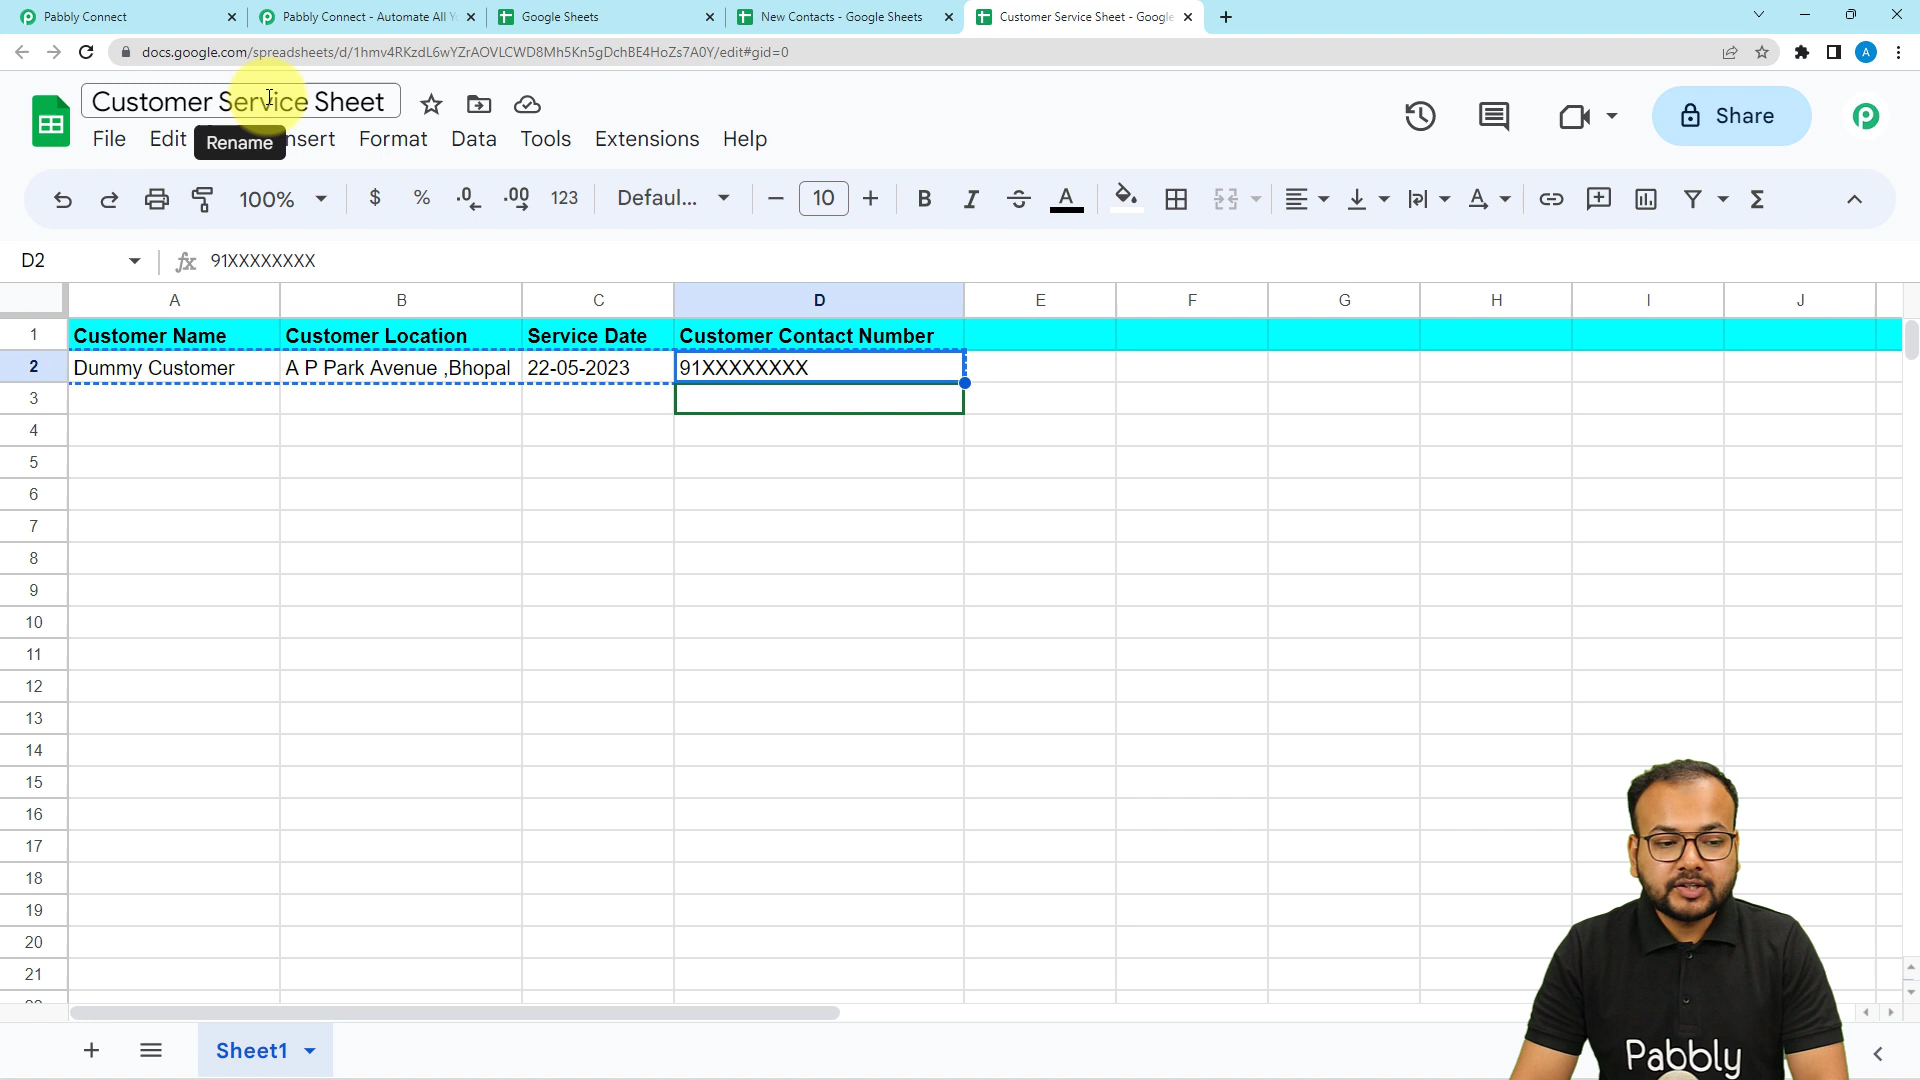 Pabbly Connect
Pabbly Connect - Automate All Y
Google Sheets
New Contacts - Google Sheets
Customer Service Sheet - Google
docs.google.com/spreadsheets/d/1hmv4RKzdL6wYZrAOVLCWD8Mh5Kn5gDchBE4HoZs7A0Y/edit#gid=0
A
Customer Service Sheet
File Edit nsert Format Data Tools Extensions Help
Rename
Share
100% $ % .0 .00 123 Defaul... 10 B I A
D2 fx 91XXXXXXXX
A B C D E F G H I J
1 Customer Name Customer Location Service Date Customer Contact Number
2 Dummy Customer A P Park Avenue ,Bhopal 22-05-2023 91XXXXXXXX
3
4
5
6
7
8
9
10
11
12
13
14
15
16
17
18
19
20
21
Sheet1
Pabbly